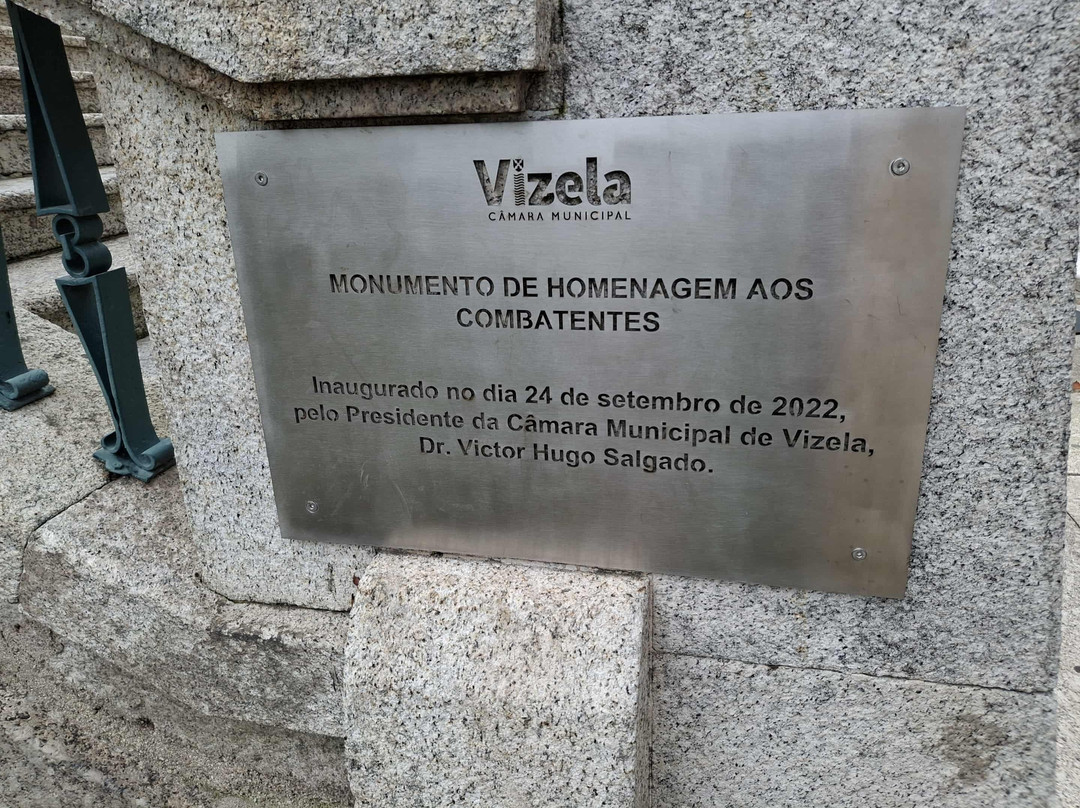 Vizela
CÂMARA MUNICIPAL
MONUMENTO DE HOMENAGEM AOS
COMBATENTES
Inaugurado no dia 24 de setembro de 2022,
pelo Presidente da Câmara Municipal de Vizela,
Dr. Victor Hugo Salgado.